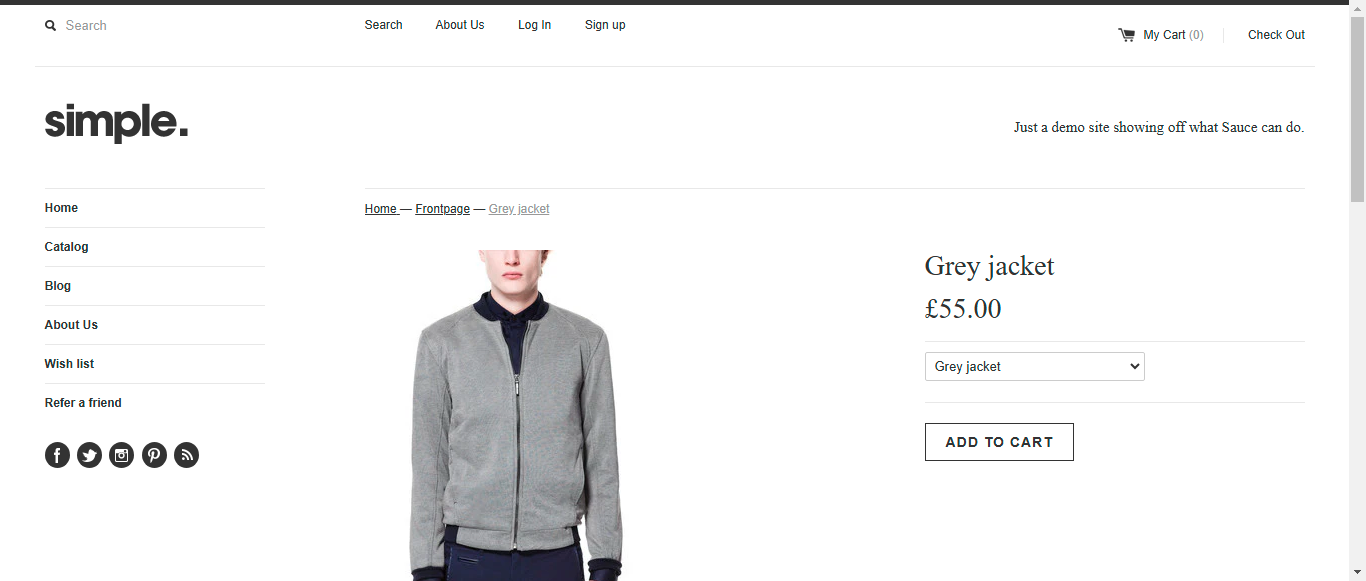 Search
Search About Us Log In Sign up
My Cart (0) Check Out
simple.
Just a demo site showing off what Sauce can do.
Home
Catalog
Blog
About Us
Wish list
Refer a friend
Home — Frontpage — Grey jacket
Grey jacket
£55.00
Grey jacket
ADD TO CART